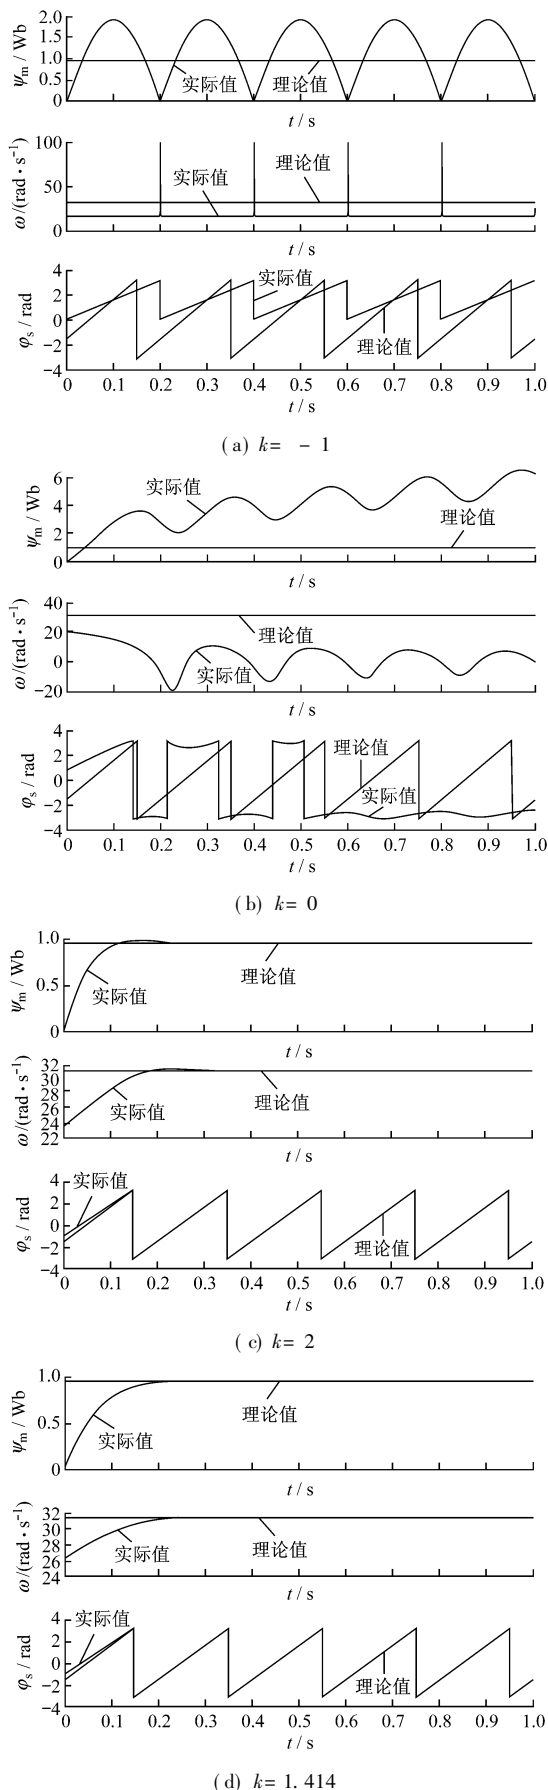 2.0
1.5
1.0
0.5
0
ψm / Wb
实际值
理论值
t / s
100
50
0
ω/(rad·s⁻¹)
实际值
理论值
t / s
4
2
0
−2
−4
φs / rad
实际值
理论值
0 0.1 0.2 0.3 0.4 0.5 0.6 0.7 0.8 0.9 1.0
t / s
(a) k= −1
6
4
2
0
ψm / Wb
实际值
理论值
t / s
40
20
0
−20
ω/(rad·s⁻¹)
理论值
实际值
t / s
4
2
0
−2
−4
φs / rad
理论值
实际值
0 0.1 0.2 0.3 0.4 0.5 0.6 0.7 0.8 0.9 1.0
t / s
(b) k= 0
1.0
0.5
0
ψm / Wb
实际值
理论值
t / s
32
30
28
26
24
22
ω/(rad·s⁻¹)
实际值
理论值
t / s
4
2
0
−2
−4
φs / rad
实际值
理论值
0 0.1 0.2 0.3 0.4 0.5 0.6 0.7 0.8 0.9 1.0
t / s
(c) k= 2
1.0
0.5
0
ψm / Wb
实际值
理论值
t / s
32
30
28
26
24
ω/(rad·s⁻¹)
实际值
理论值
t / s
4
2
0
−2
−4
φs / rad
实际值
理论值
0 0.1 0.2 0.3 0.4 0.5 0.6 0.7 0.8 0.9 1.0
t / s
(d) k= 1.414